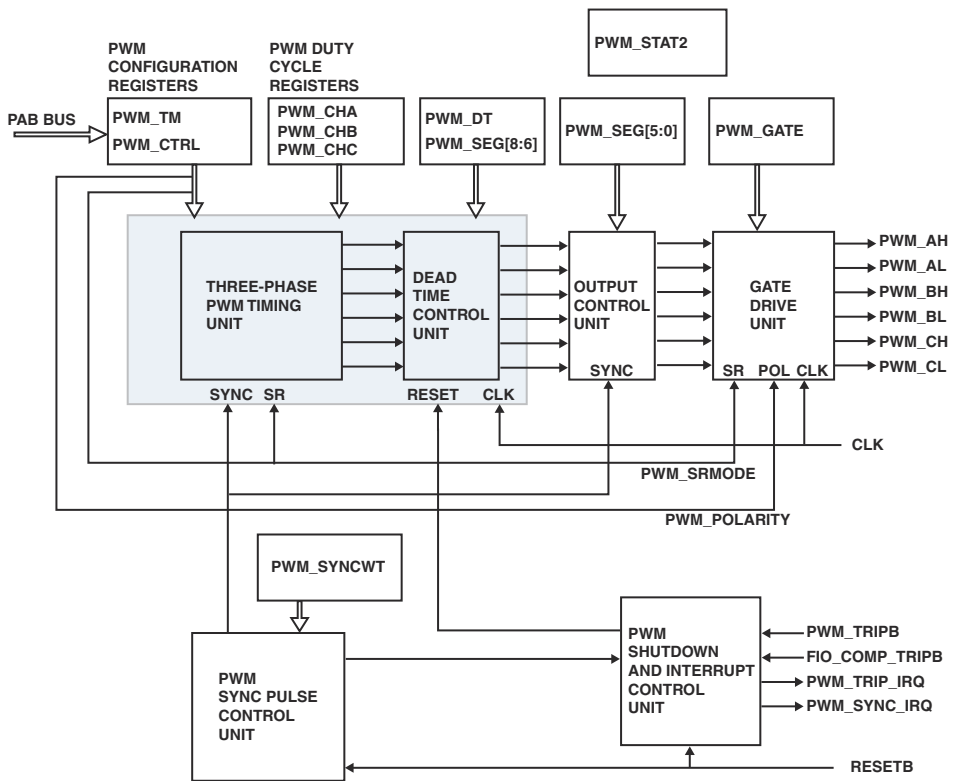 PWM_STAT2
PWM
CONFIGURATION
REGISTERS
PWM DUTY
CYCLE
REGISTERS
PAB BUS
PWM_TM
PWM_CTRL
PWM_CHA
PWM_CHB
PWM_CHC
PWM_DT
PWM_SEG[8:6]
PWM_SEG[5:0]
PWM_GATE
THREE-PHASE
PWM TIMING
UNIT
DEAD
TIME
CONTROL
UNIT
OUTPUT
CONTROL
UNIT
SYNC
GATE
DRIVE
UNIT
SR POL CLK
PWM_AH
PWM_AL
PWM_BH
PWM_BL
PWM_CH
PWM_CL
SYNC SR
RESET CLK
CLK
PWM_SRMODE
PWM_POLARITY
PWM_SYNCWT
PWM
SYNC PULSE
CONTROL
UNIT
PWM
SHUTDOWN
AND INTERRUPT
CONTROL
UNIT
PWM_TRIPB
FIO_COMP_TRIPB
PWM_TRIP_IRQ
PWM_SYNC_IRQ
RESETB